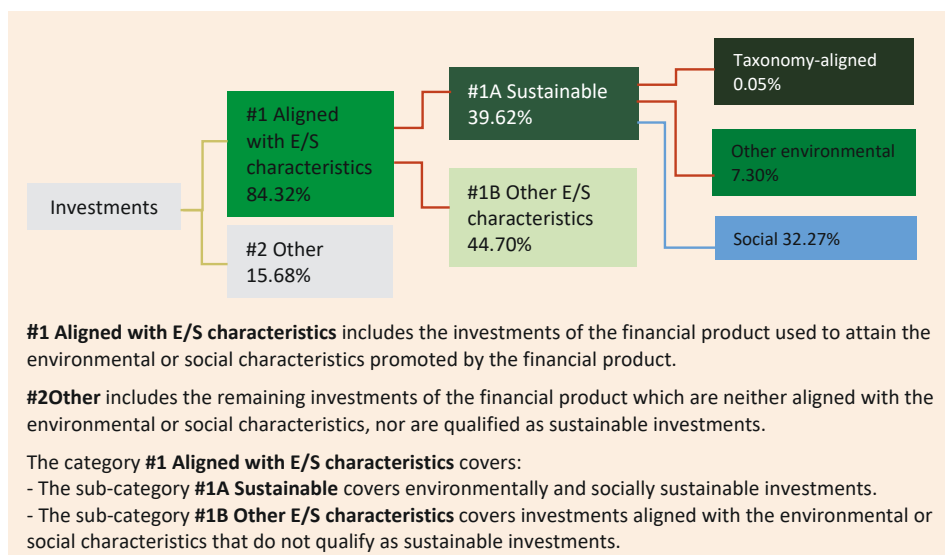 Investments
#1 Aligned
with E/S
characteristics
84.32%
#2 Other
15.68%
#1A Sustainable
39.62%
#1B Other E/S
characteristics
44.70%
Taxonomy-aligned
0.05%
Other environmental
7.30%
Social 32.27%
#1 Aligned with E/S characteristics includes the investments of the financial product used to attain the
environmental or social characteristics promoted by the financial product.
#2Other includes the remaining investments of the financial product which are neither aligned with the
environmental or social characteristics, nor are qualified as sustainable investments.
The category #1 Aligned with E/S characteristics covers:
- The sub-category #1A Sustainable covers environmentally and socially sustainable investments.
- The sub-category #1B Other E/S characteristics covers investments aligned with the environmental or
social characteristics that do not qualify as sustainable investments.